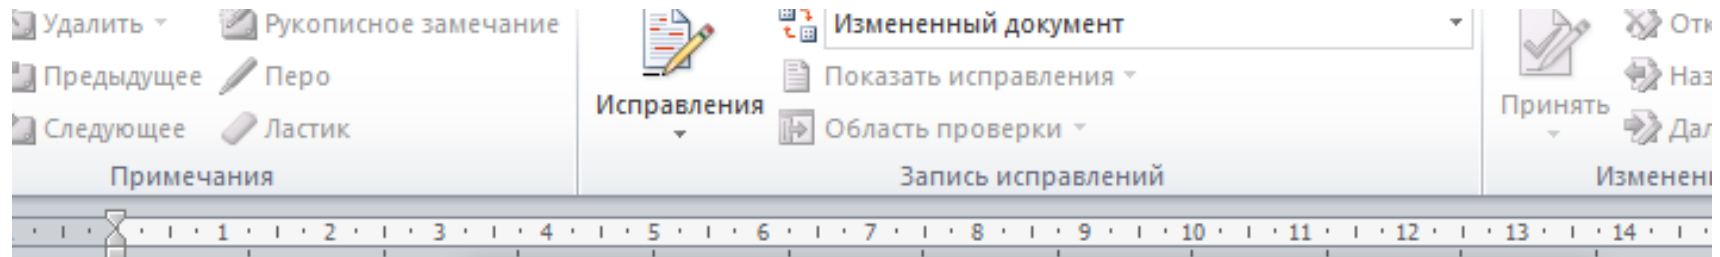 Удалить Рукописное замечание
Предыдущее Перо
Следующее Ластик
Примечания
Измененный документ
Показать исправления
Исправления
Область проверки
Запись исправлений
Принять
1 2 3 4 5 6 7 8 9 10 11 12 13 14